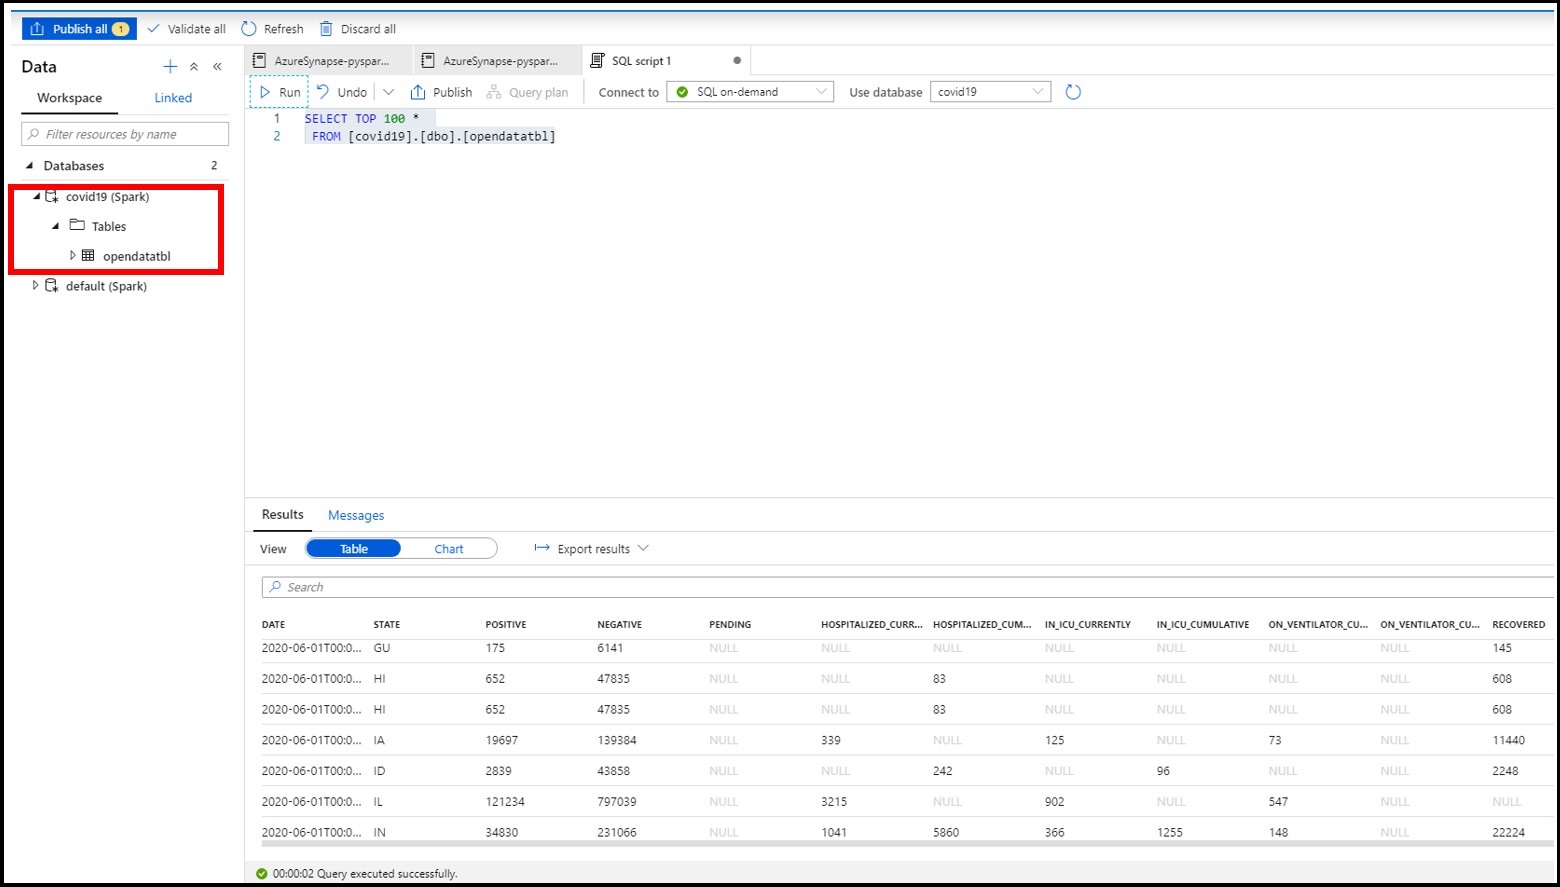 Publish all 1 Validate all Refresh Discard all
Data
Workspace Linked
Filter resources by name
Databases 2
covid19 (Spark)
Tables
opendatatbl
default (Spark)
AzureSynapse-pyspar... AzureSynapse-pyspar... SQL script 1
Run Undo Publish Query plan Connect to SQL on-demand Use database covid19
1 SELECT TOP 100 *
2 FROM [covid19].[dbo].[opendatatbl]
Results Messages
View Table Chart Export results
Search
DATE STATE POSITIVE NEGATIVE PENDING HOSPITALIZED_CURR... HOSPITALIZED_CUM... IN_ICU_CURRENTLY IN_ICU_CUMULATIVE ON_VENTILATOR_CU... ON_VENTILATOR_CU... RECOVERED
2020-06-01T00:0... GU 175 6141 NULL NULL NULL NULL NULL NULL NULL 145
2020-06-01T00:0... HI 652 47835 NULL NULL 83 NULL NULL NULL NULL 608
2020-06-01T00:0... HI 652 47835 NULL NULL 83 NULL NULL NULL NULL 608
2020-06-01T00:0... IA 19697 139384 NULL 339 NULL 125 NULL 73 NULL 11440
2020-06-01T00:0... ID 2839 43858 NULL NULL 242 NULL 96 NULL NULL 2248
2020-06-01T00:0... IL 121234 797039 NULL 3215 NULL 902 NULL 547 NULL NULL
2020-06-01T00:0... IN 34830 231066 NULL 1041 5860 366 1255 148 NULL 22224
00:00:02 Query executed successfully.